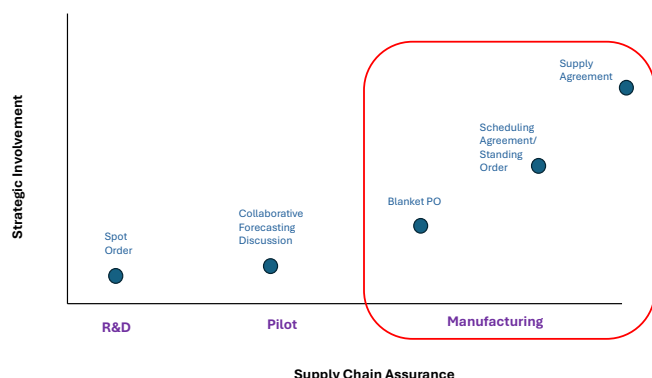 Supply
Agreement
Scheduling
Agreement/
Standing
Order
Blanket PO
Collaborative
Forecasting
Discussion
Spot
Order
Strategic Involvement
R&D
Pilot
Manufacturing
Supply Chain Assurance